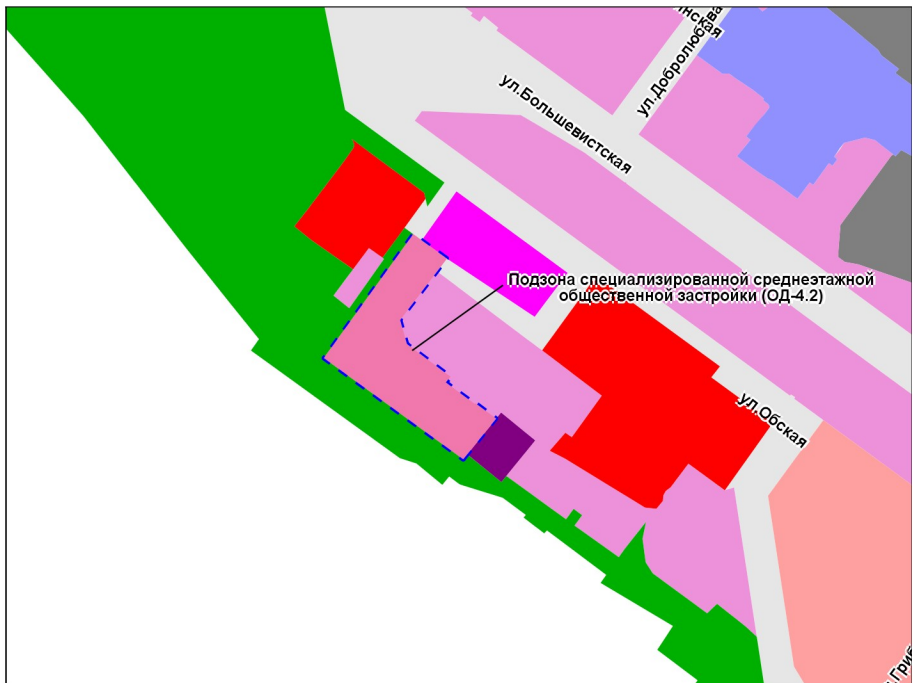 ул.Добролюбова
ул.Большевистская
Подзона специализированной среднеэтажной
общественной застройки (ОД-4.2)
ул.Обская